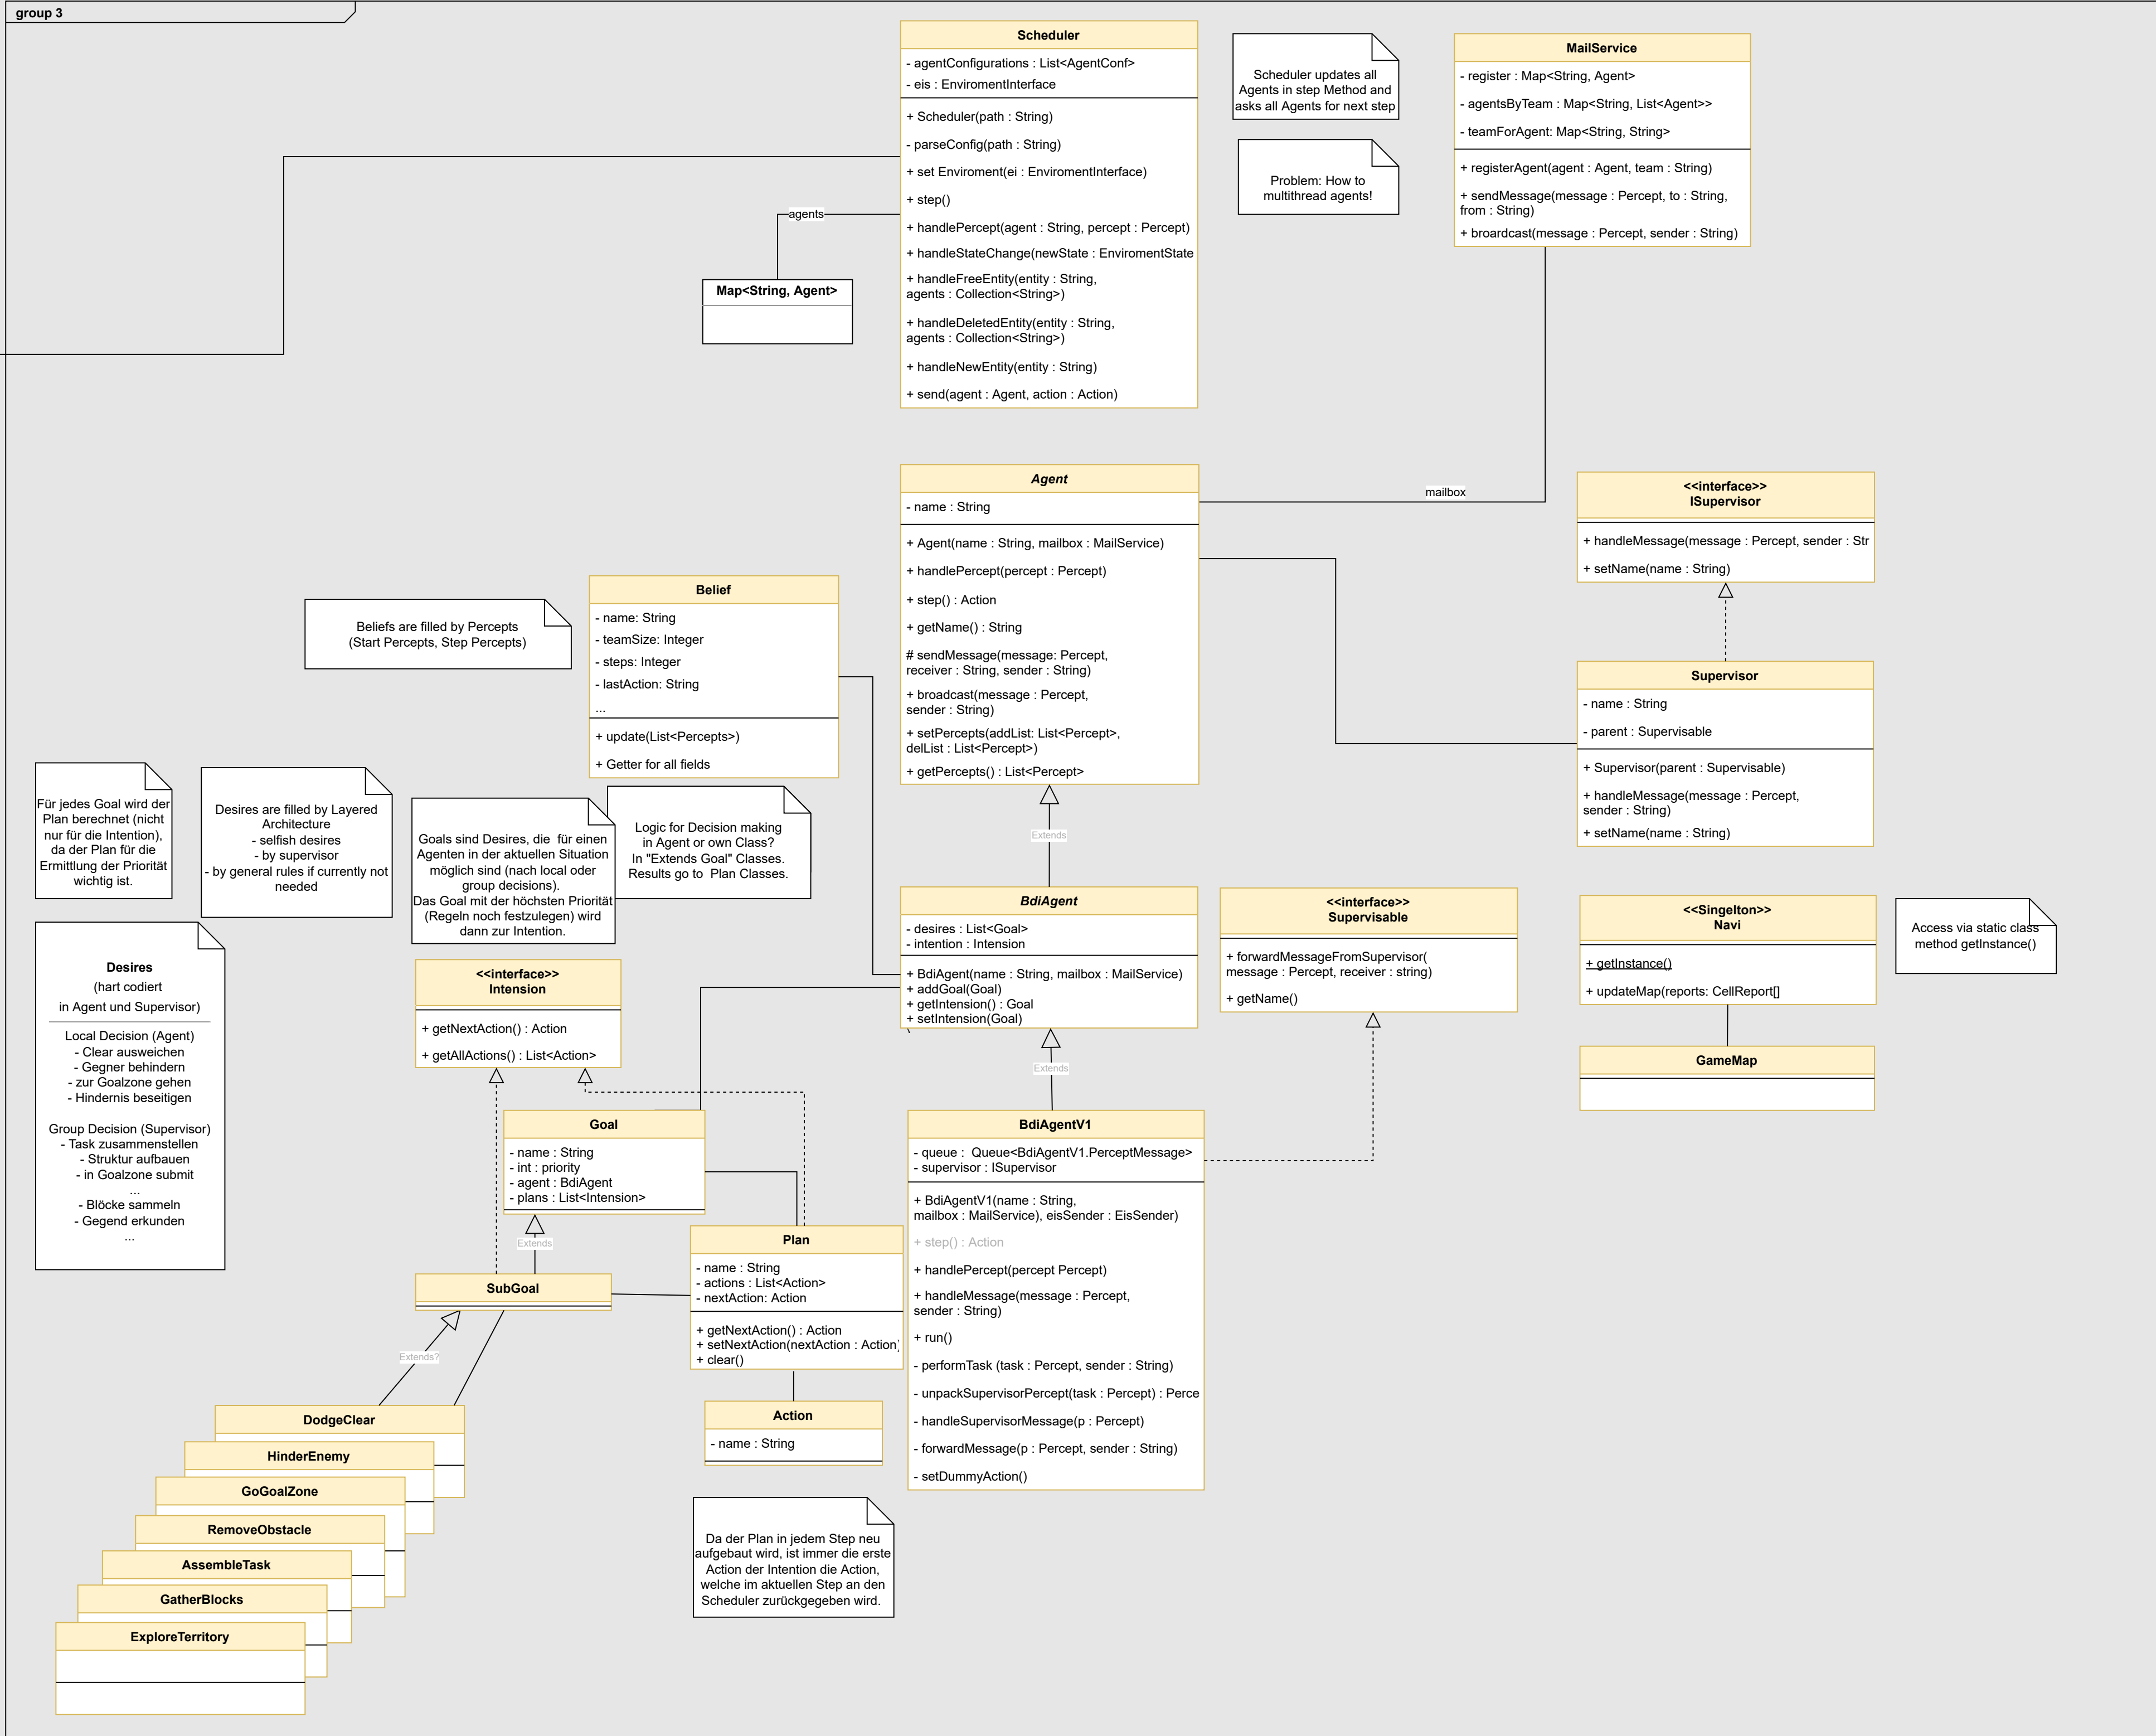 group 3
Scheduler
- agentConfigurations : List<AgentConf>
- eis : EnviromentInterface
+ Scheduler(path : String)
- parseConfig(path : String)
+ set Enviroment(ei : EnviromentInterface)
+ step()
+ handlePercept(agent : String, percept : Percept)
+ handleStateChange(newState : EnviromentState
+ handleFreeEntity(entity : String,
agents : Collection<String>)
+ handleDeletedEntity(entity : String,
agents : Collection<String>)
+ handleNewEntity(entity : String)
+ send(agent : Agent, action : Action)
Scheduler updates all
Agents in step Method and
asks all Agents for next step
Problem: How to
multithread agents!
MailService
- register : Map<String, Agent>
- agentsByTeam : Map<String, List<Agent>>
- teamForAgent: Map<String, String>
+ registerAgent(agent : Agent, team : String)
+ sendMessage(message : Percept, to : String,
from : String)
+ broardcast(message : Percept, sender : String)
agents
Map<String, Agent>
Agent
- name : String
+ Agent(name : String, mailbox : MailService)
+ handlePercept(percept : Percept)
+ step() : Action
+ getName() : String
# sendMessage(message: Percept,
receiver : String, sender : String)
+ broadcast(message : Percept,
sender : String)
+ setPercepts(addList: List<Percept>,
delList : List<Percept>)
+ getPercepts() : List<Percept>
mailbox
<<interface>>
ISupervisor
+ handleMessage(message : Percept, sender : Str
+ setName(name : String)
Supervisor
- name : String
- parent : Supervisable
+ Supervisor(parent : Supervisable)
+ handleMessage(message : Percept,
sender : String)
+ setName(name : String)
Beliefs are filled by Percepts
(Start Percepts, Step Percepts)
Belief
- name: String
- teamSize: Integer
- steps: Integer
- lastAction: String
...
+ update(List<Percepts>)
+ Getter for all fields
Für jedes Goal wird der
Plan berechnet (nicht
nur für die Intention),
da der Plan für die
Ermittlung der Priorität
wichtig ist.
Desires are filled by Layered
Architecture
- selfish desires
- by supervisor
- by general rules if currently not
needed
Goals sind Desires, die für einen
Agenten in der aktuellen Situation
möglich sind (nach local oder
group decisions).
Das Goal mit der höchsten Priorität
(Regeln noch festzulegen) wird
dann zur Intention.
Logic for Decision making
in Agent or own Class?
In "Extends Goal" Classes.
Results go to Plan Classes.
Extends
BdiAgent
- desires : List<Goal>
- intention : Intension
+ BdiAgent(name : String, mailbox : MailService)
+ addGoal(Goal)
+ getIntension() : Goal
+ setIntension(Goal)
<<interface>>
Supervisable
+ forwardMessageFromSupervisor(
message : Percept, receiver : string)
+ getName()
<<Singelton>>
Navi
+ getInstance()
+ updateMap(reports: CellReport[]
Access via static class
method getInstance()
GameMap
Desires
(hart codiert
in Agent und Supervisor)
Local Decision (Agent)
- Clear ausweichen
- Gegner behindern
- zur Goalzone gehen
- Hindernis beseitigen
Group Decision (Supervisor)
- Task zusammenstellen
- Struktur aufbauen
- in Goalzone submit
...
- Blöcke sammeln
- Gegend erkunden
...
<<interface>>
Intension
+ getNextAction() : Action
+ getAllActions() : List<Action>
Extends
Goal
- name : String
- int : priority
- agent : BdiAgent
- plans : List<Intension>
Extends
SubGoal
Plan
- name : String
- actions : List<Action>
- nextAction: Action
+ getNextAction() : Action
+ setNextAction(nextAction : Action)
+ clear()
Action
- name : String
BdiAgentV1
- queue : Queue<BdiAgentV1.PerceptMessage>
- supervisor : ISupervisor
+ BdiAgentV1(name : String,
mailbox : MailService), eisSender : EisSender)
+ step() : Action
+ handlePercept(percept Percept)
+ handleMessage(message : Percept,
sender : String)
+ run()
- performTask (task : Percept, sender : String)
- unpackSupervisorPercept(task : Percept) : Perce
- handleSupervisorMessage(p : Percept)
- forwardMessage(p : Percept, sender : String)
- setDummyAction()
Extends?
DodgeClear
HinderEnemy
GoGoalZone
RemoveObstacle
AssembleTask
GatherBlocks
ExploreTerritory
Da der Plan in jedem Step neu
aufgebaut wird, ist immer die erste
Action der Intention die Action,
welche im aktuellen Step an den
Scheduler zurückgegeben wird.